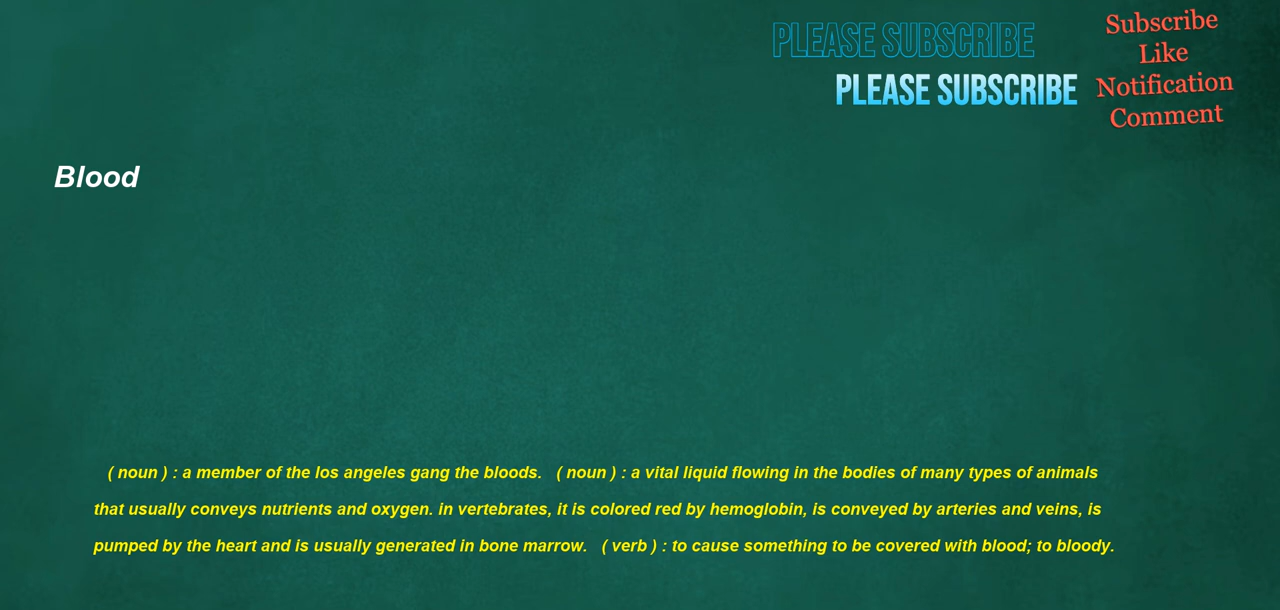 PLEASE SUBSCRIBE
PLEASE SUBSCRIBE
Subscribe
Like
Notification
Comment
Blood
( noun ) : a member of the los angeles gang the bloods. ( noun ) : a vital liquid flowing in the bodies of many types of animals
that usually conveys nutrients and oxygen. in vertebrates, it is colored red by hemoglobin, is conveyed by arteries and veins, is
pumped by the heart and is usually generated in bone marrow. ( verb ) : to cause something to be covered with blood; to bloody.